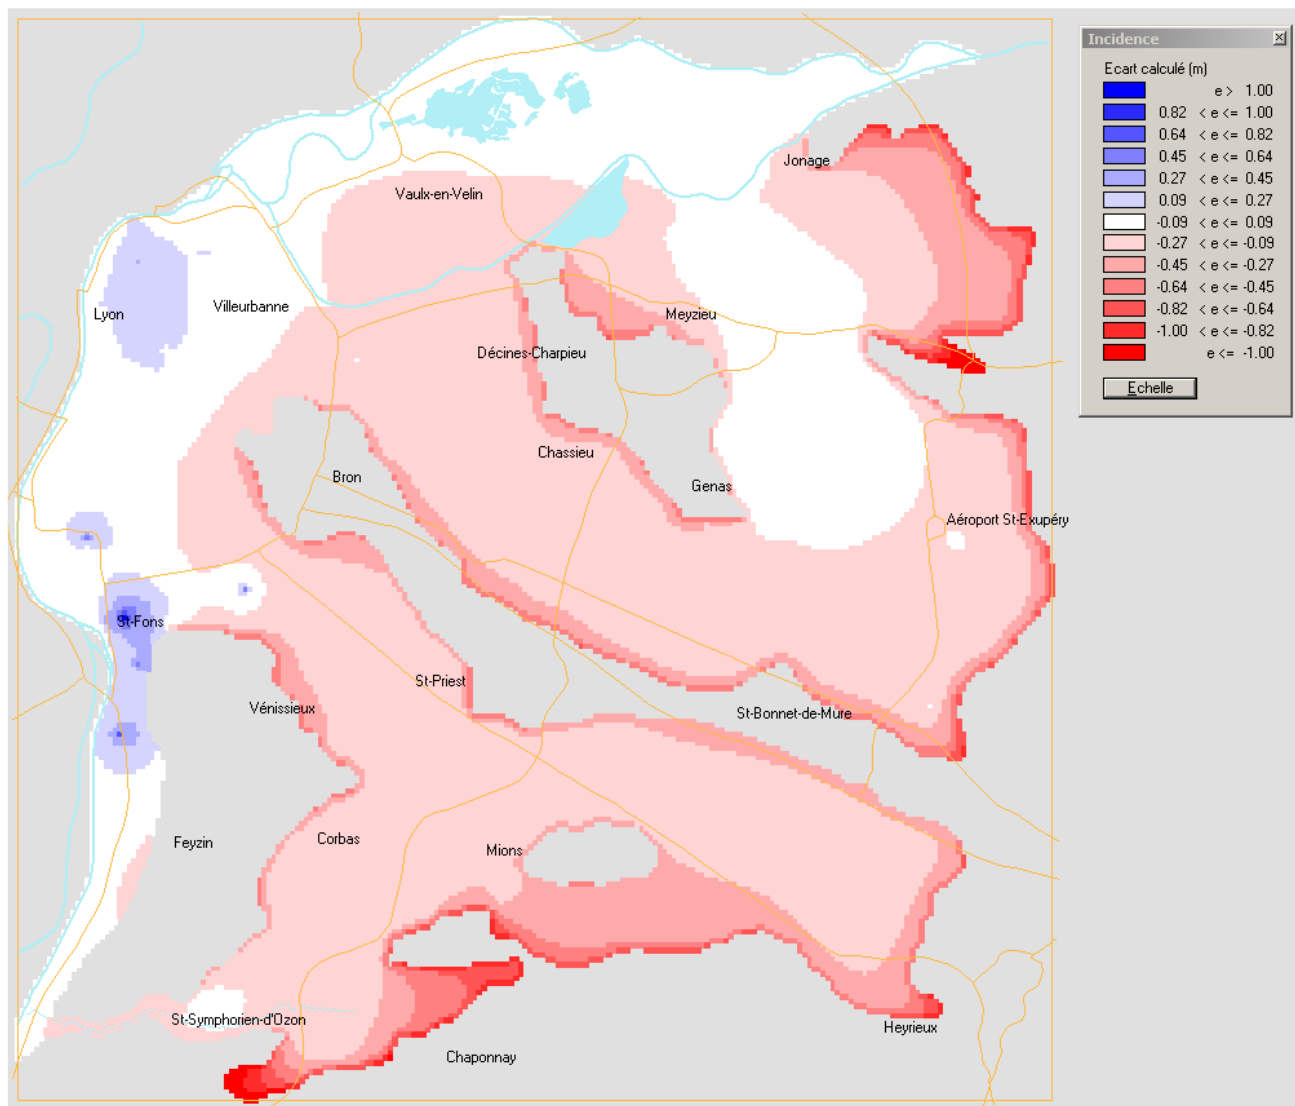 Incidence
Ecart calculé (m)
e > 1.00
0.82 < e <= 1.00
0.64 < e <= 0.82
0.45 < e <= 0.64
0.27 < e <= 0.45
0.09 < e <= 0.27
-0.09 < e <= 0.09
-0.27 < e <= -0.09
-0.45 < e <= -0.27
-0.64 < e <= -0.45
-0.82 < e <= -0.64
-1.00 < e <= -0.82
e <= -1.00
Echelle
Jonage
Vaulx-en-Velin
Villeurbanne
Lyon
Meyzieu
Décines-Charpieu
Chassieu
Bron
Genas
Aéroport St-Exupéry
St-Fons
St-Priest
Vénissieux
St-Bonnet-de-Mure
Feyzin
Corbas
Mions
St-Symphorien-d'Ozon
Heyrieux
Chaponnay